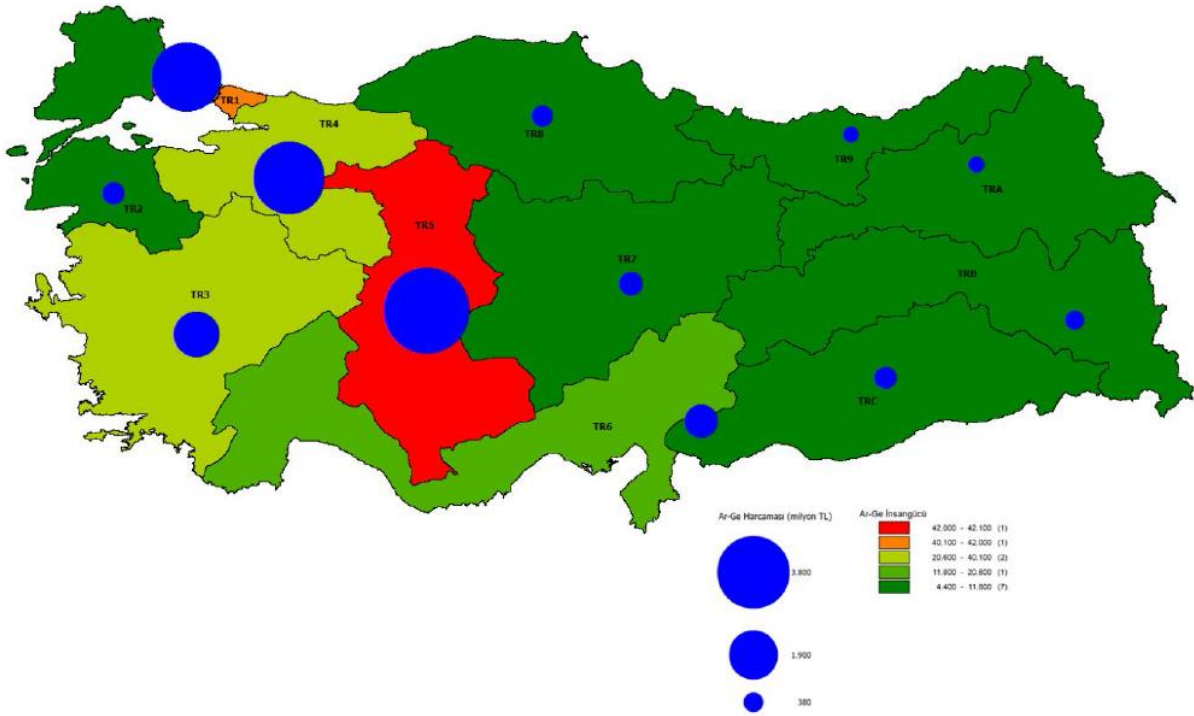 TR1
TR4
TR8
TR9
TRA
TR2
TR5
TR7
TRB
TR3
TRC
TR6
Ar-Ge Harcaması (milyon TL)
3.800
1.900
380
Ar-Ge İnsangücü
42.000 - 42.100 (1)
40.100 - 42.000 (1)
20.800 - 40.100 (2)
11.800 - 20.800 (1)
4.400 - 11.800 (7)